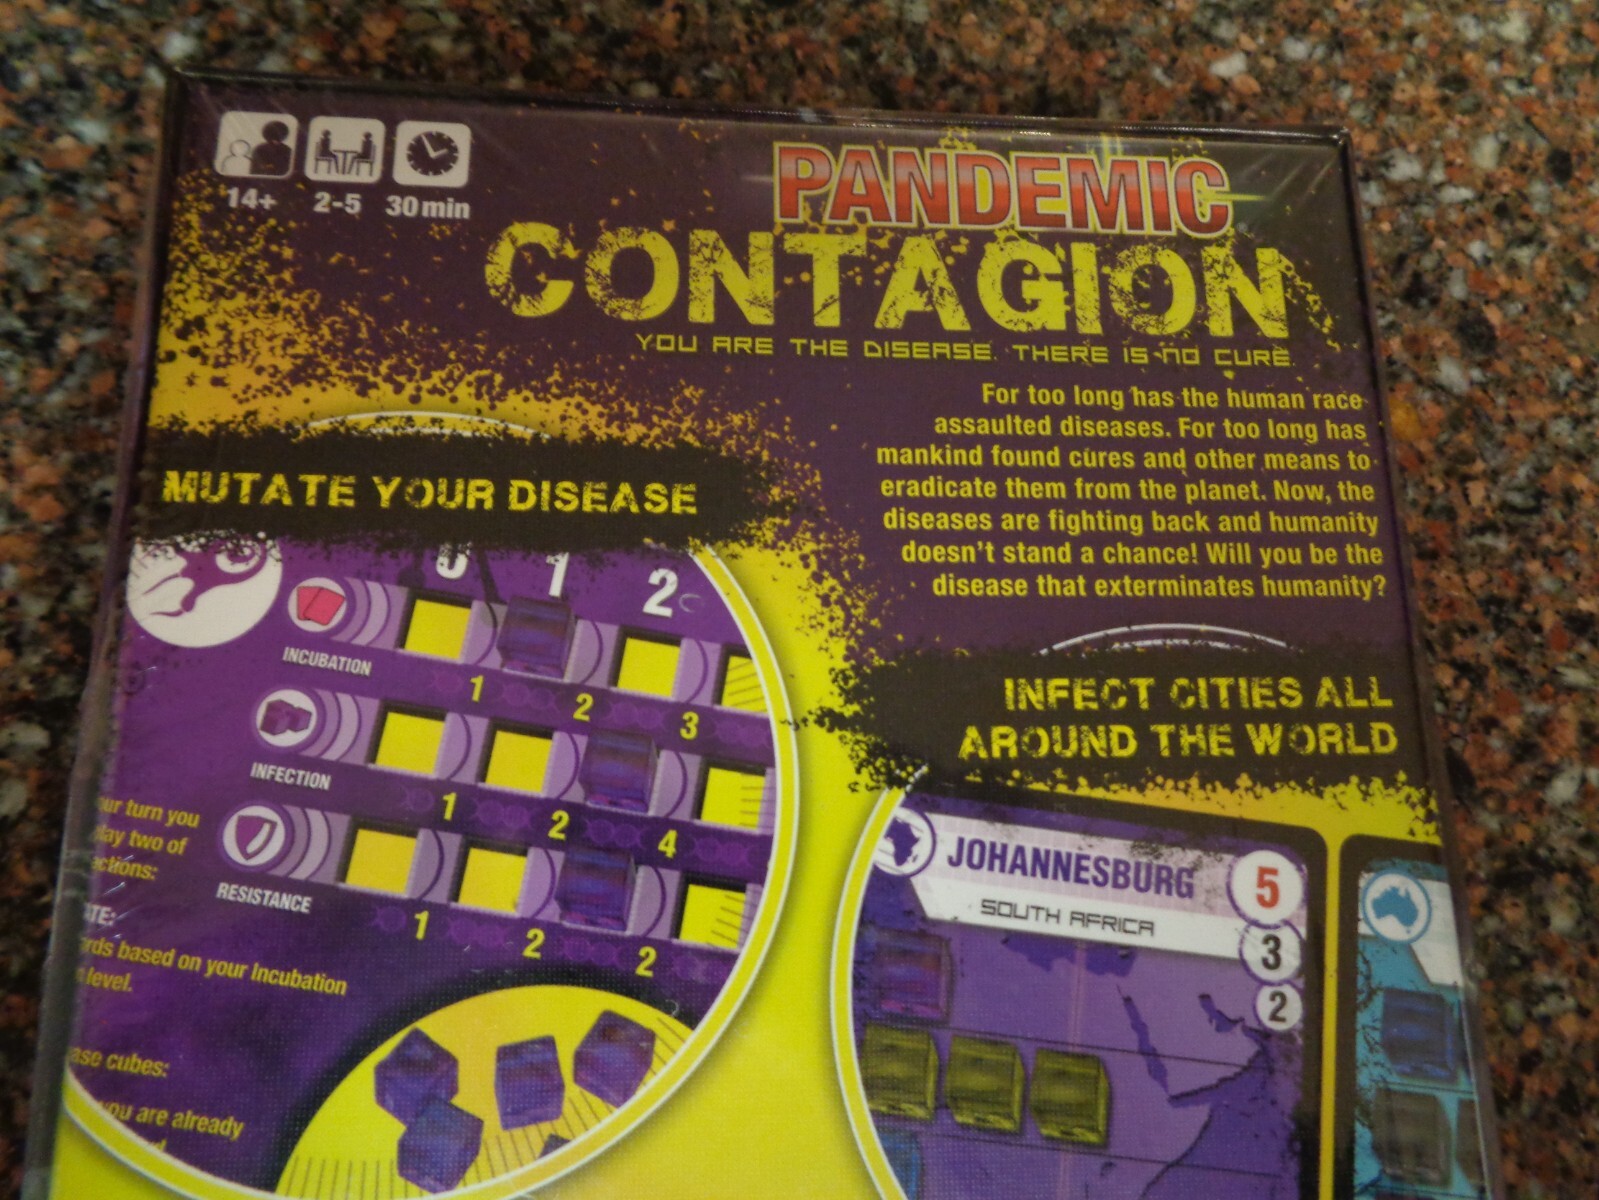 14+ 2-5 30 min
PANDEMIC
CONTAGION
YOU ARE THE DISEASE. THERE IS NO CURE.
For too long has the human race
assaulted diseases. For too long has
mankind found cures and other means to
eradicate them from the planet. Now, the
diseases are fighting back and humanity
doesn't stand a chance! Will you be the
disease that exterminates humanity?
MUTATE YOUR DISEASE
0 1 2
INCUBATION
1 2 3
INFECTION
1 2 4
RESISTANCE
1 2 2
turn you
two of
based on your Incubation
level.
cubes:
you are already
INFECT CITIES ALL
AROUND THE WORLD
JOHANNESBURG 5
SOUTH AFRICA 3
2